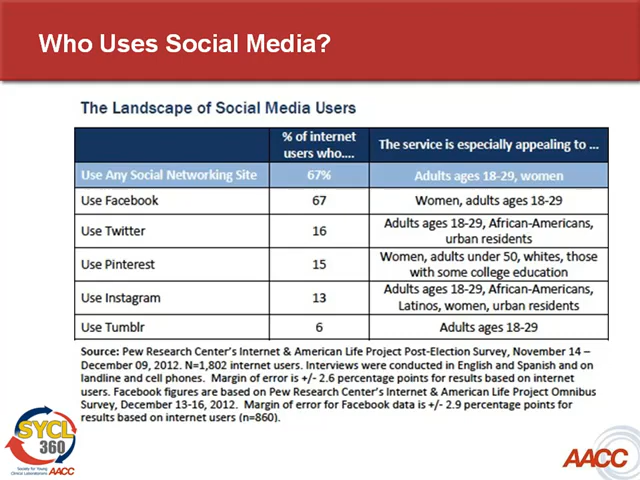 Who Uses Social Media?
The Landscape of Social Media Users
% of internet users who.... The service is especially appealing to ...
Use Any Social Networking Site 67% Adults ages 18-29, women
Use Facebook 67 Women, adults ages 18-29
Use Twitter 16 Adults ages 18-29, African-Americans, urban residents
Use Pinterest 15 Women, adults under 50, whites, those with some college education
Use Instagram 13 Adults ages 18-29, African-Americans, Latinos, women, urban residents
Use Tumblr 6 Adults ages 18-29
Source: Pew Research Center's Internet & American Life Project Post-Election Survey, November 14 –
December 09, 2012. N=1,802 internet users. Interviews were conducted in English and Spanish and on
landline and cell phones. Margin of error is +/- 2.6 percentage points for results based on internet
users. Facebook figures are based on Pew Research Center's Internet & American Life Project Omnibus
Survey, December 13-16, 2012. Margin of error for Facebook data is +/- 2.9 percentage points for
results based on internet users (n=860).
SYCL
360
Society for Young
Clinical Laboratorians AACC
AACC